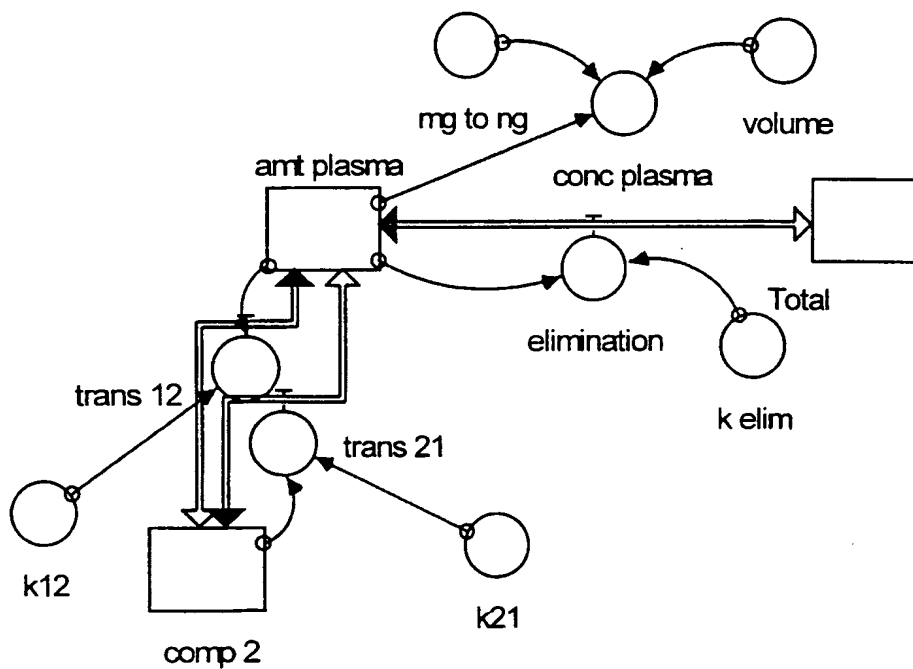 mg to ng
volume
amt plasma
conc plasma
Total
elimination
trans 12
k elim
trans 21
k12
k21
comp 2